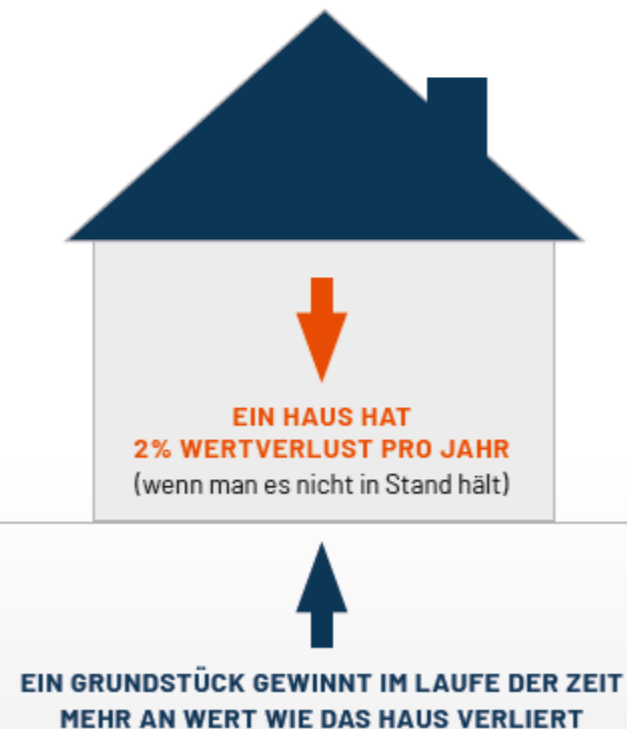 EIN HAUS HAT
2% WERTVERLUST PRO JAHR
(wenn man es nicht in Stand hält)
EIN GRUNDSTÜCK GEWINNT IM LAUFE DER ZEIT
MEHR AN WERT WIE DAS HAUS VERLIERT